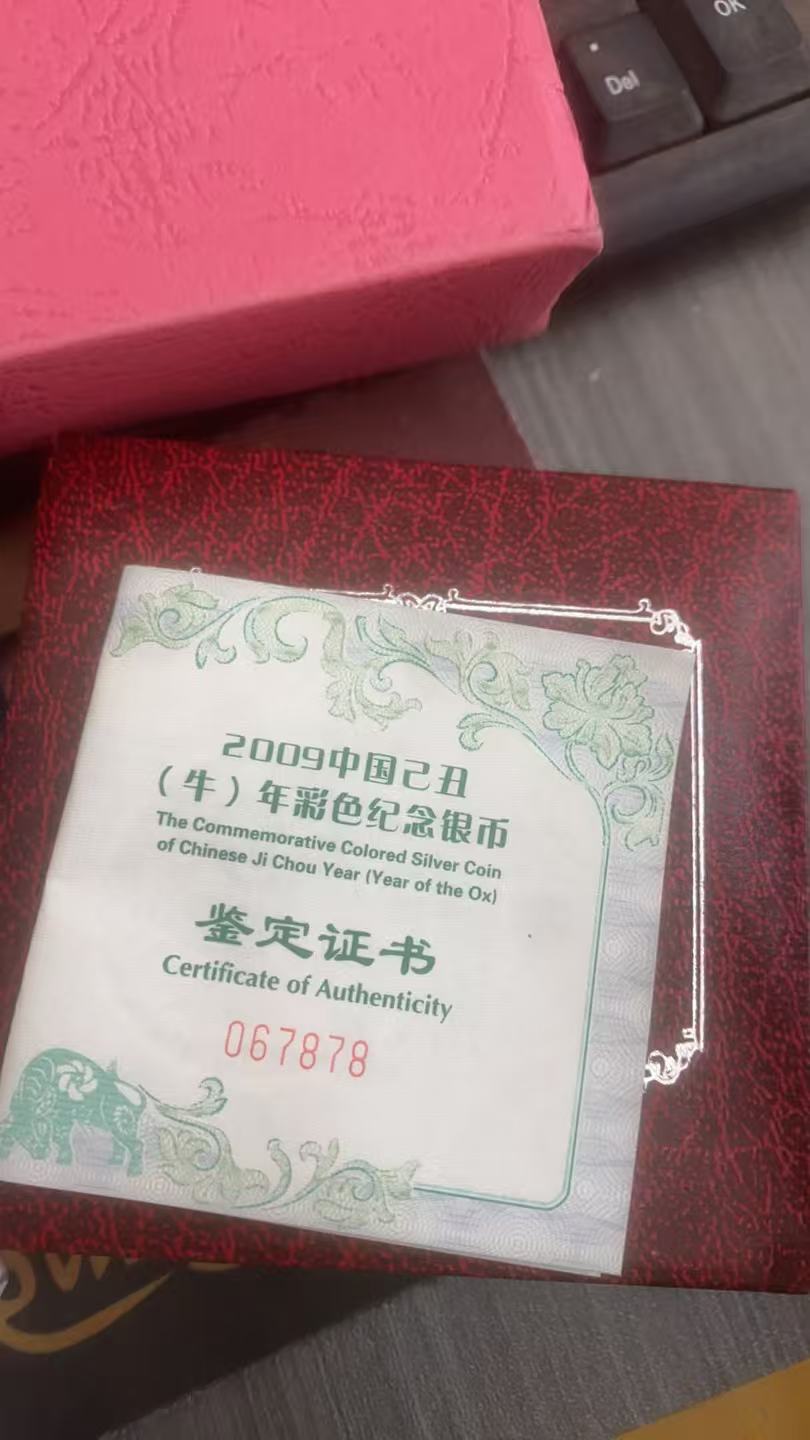 OK
Del
2009中国己丑
（牛）年彩色纪念银币
The Commemorative Colored Silver Coin
of Chinese Ji Chou Year (Year of the Ox)
鉴定证书
Certificate of Authenticity
067878